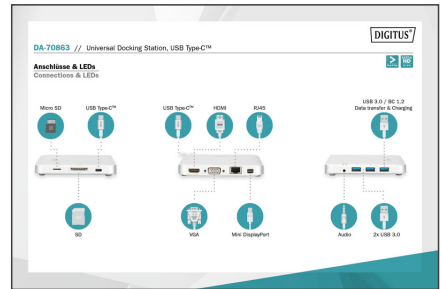 DIGITUS®
DA-70863 // Universal Docking Station, USB Type-C™
Anschlüsse & LEDs
Connections & LEDs
HD
Micro SD
USB Type-C™
USB Type-C™
HDMI
RJ45
USB 3.0 / BC 1.2
Data transfer & Charging
SD
VGA
Mini DisplayPort
Audio
2x USB 3.0